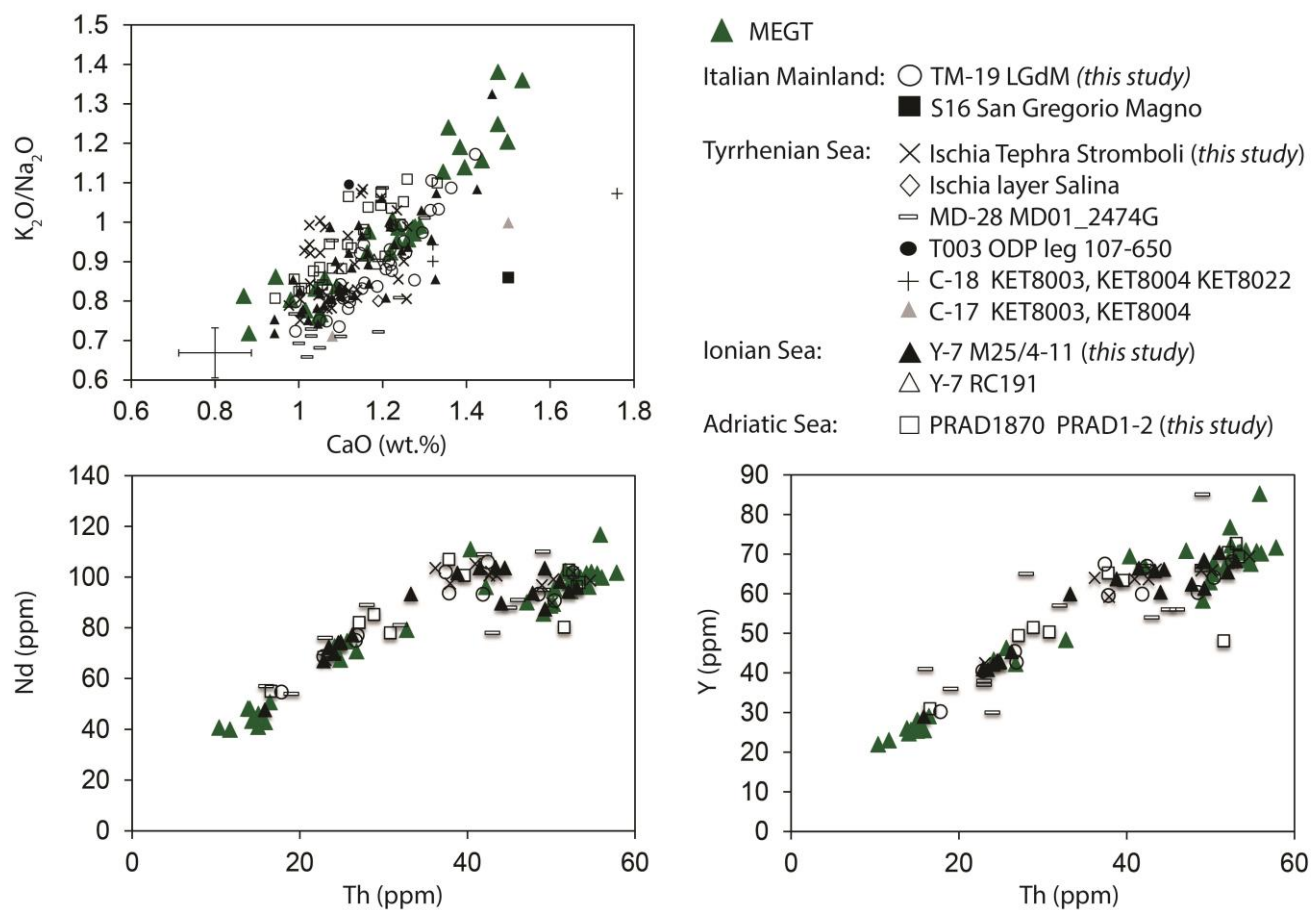 1.5
1.4
1.3
1.2
1.1
1
0.9
0.8
0.7
0.6
K2O/Na2O
0.6 0.8 1 1.2 1.4 1.6 1.8
CaO (wt.%)
MEGT
Italian Mainland: TM-19 LGdM (this study)
S16 San Gregorio Magno
Tyrrhenian Sea: Ischia Tephra Stromboli (this study)
Ischia layer Salina
MD-28 MD01_2474G
T003 ODP leg 107-650
C-18 KET8003, KET8004 KET8022
C-17 KET8003, KET8004
Ionian Sea: Y-7 M25/4-11 (this study)
Y-7 RC191
Adriatic Sea: PRAD1870 PRAD1-2 (this study)
140
120
100
80
60
40
20
0
Nd (ppm)
0 20 40 60
Th (ppm)
90
80
70
60
50
40
30
20
10
0
Y (ppm)
0 20 40 60
Th (ppm)